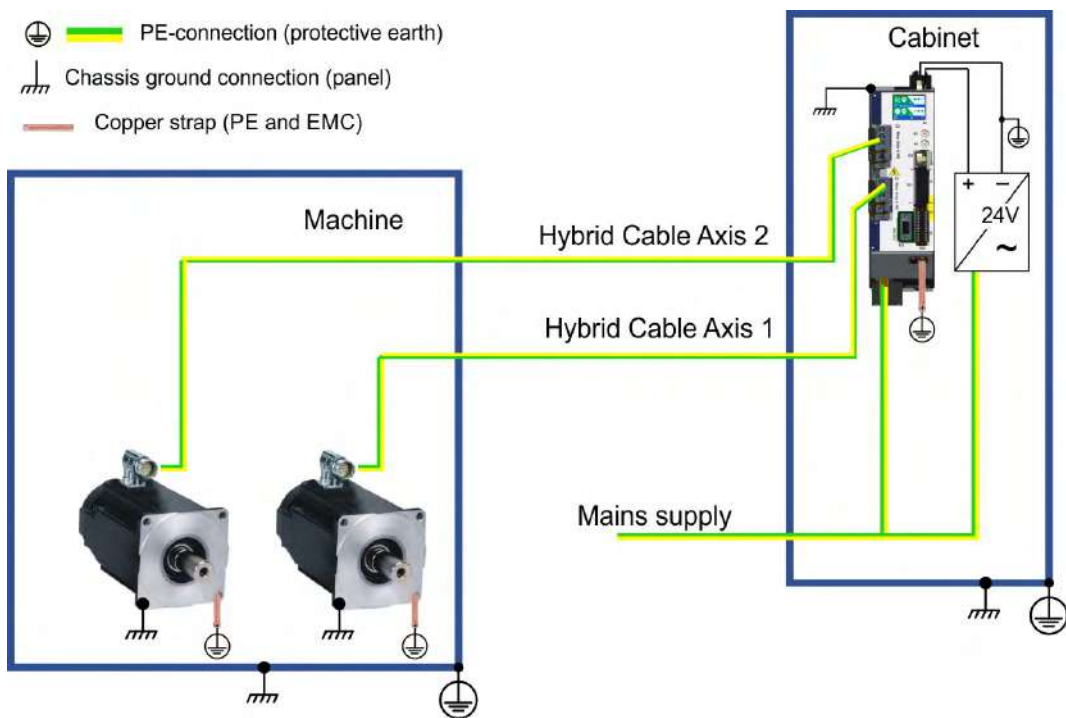 PE-connection (protective earth)
Chassis ground connection (panel)
Copper strap (PE and EMC)
Cabinet
Machine
Hybrid Cable Axis 2
+ −
24V
~
Hybrid Cable Axis 1
Mains supply